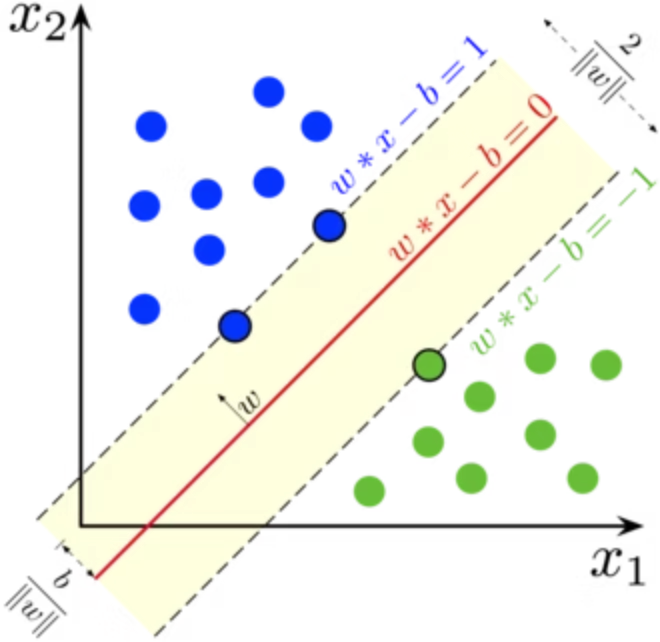 x₂
w * x − b = 1
2
‖w‖
w * x − b = 0
w * x − b = −1
w
x₁
b
‖w‖